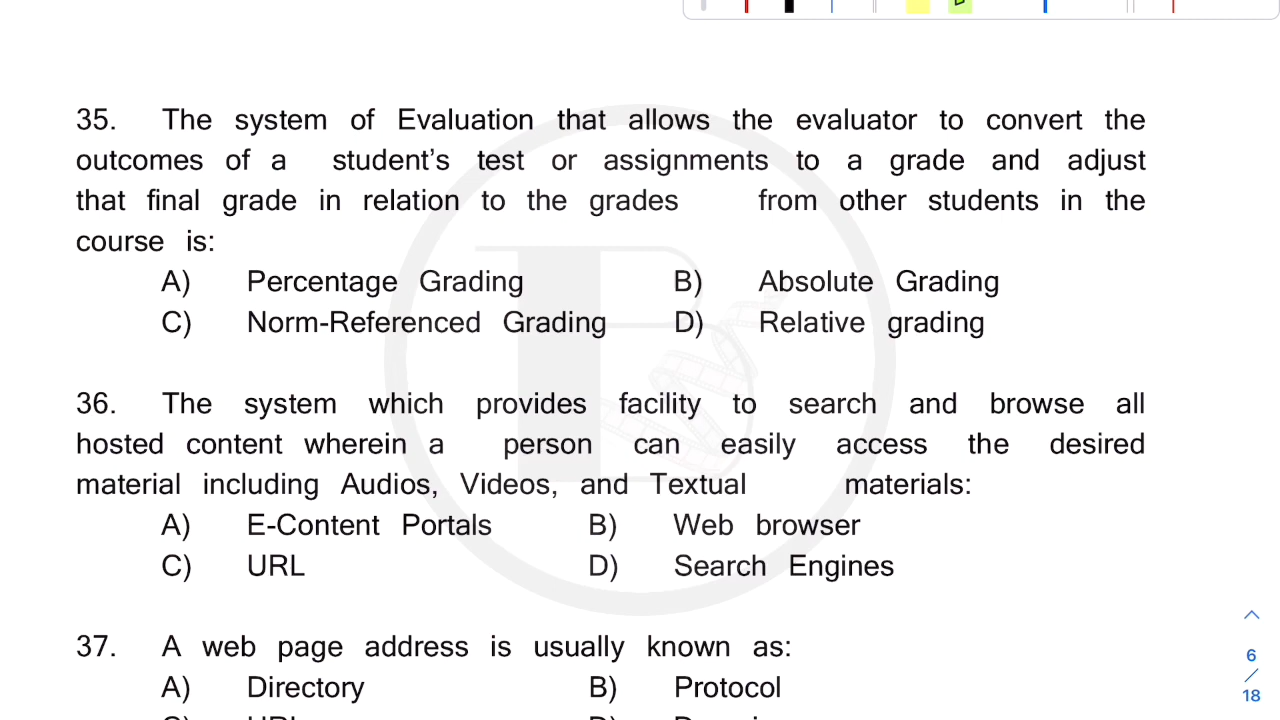 35. The system of Evaluation that allows the evaluator to convert the
outcomes of a student’s test or assignments to a grade and adjust
that final grade in relation to the grades from other students in the
course is:
A) Percentage Grading B) Absolute Grading
C) Norm-Referenced Grading D) Relative grading
36. The system which provides facility to search and browse all
hosted content wherein a person can easily access the desired
material including Audios, Videos, and Textual materials:
A) E-Content Portals B) Web browser
C) URL D) Search Engines
37. A web page address is usually known as:
A) Directory B) Protocol
6
/
18